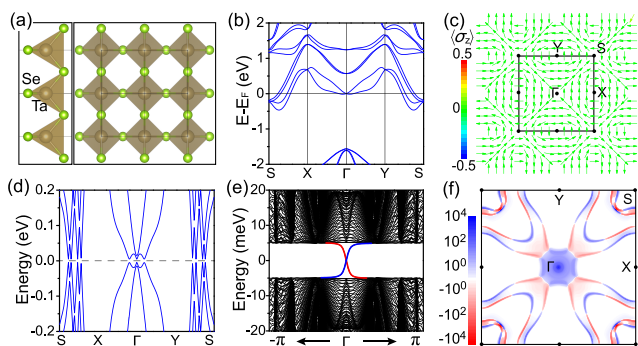 (a)
Se
Ta
(b)
E-E_F (eV)
2
1
0
-1
-2
S X Γ Y S
(c)
⟨σ_z⟩
0.5
0
-0.5
Y S
Γ X
(d)
Energy (eV)
0.2
0.1
0.0
-0.1
-0.2
S X Γ Y S
(e)
Energy (meV)
20
10
0
-10
-20
-π ← Γ → π
(f)
10^4
10^2
10^0
-10^2
-10^4
Y S
Γ X